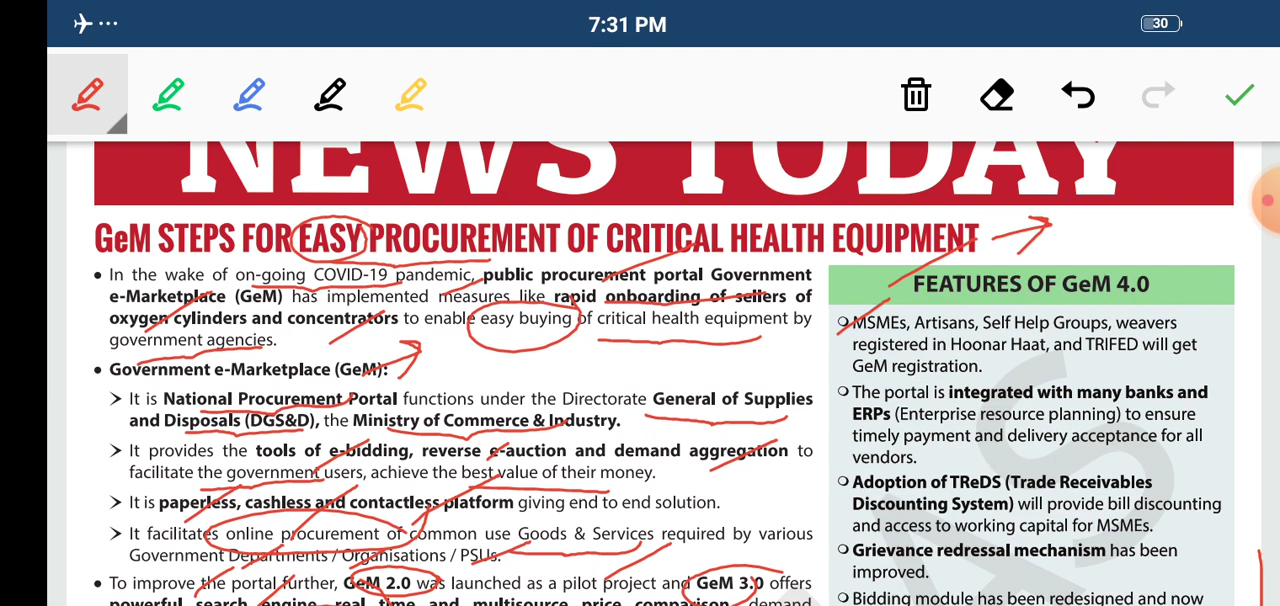 7:31 PM
30
NEWS TODAY
GeM STEPS FOR EASY PROCUREMENT OF CRITICAL HEALTH EQUIPMENT
• In the wake of on-going COVID-19 pandemic, public procurement portal Government
e-Marketplace (GeM) has implemented measures like rapid onboarding of sellers of
oxygen cylinders and concentrators to enable easy buying of critical health equipment by
government agencies.
• Government e-Marketplace (GeM):
➤ It is National Procurement Portal functions under the Directorate General of Supplies
and Disposals (DGS&D), the Ministry of Commerce & Industry.
➤ It provides the tools of e-bidding, reverse e-auction and demand aggregation to
facilitate the government users, achieve the best value of their money.
➤ It is paperless, cashless and contactless platform giving end to end solution.
➤ It facilitates online procurement of common use Goods & Services required by various
Government Departments / Organisations / PSUs.
• To improve the portal further, GeM 2.0 was launched as a pilot project and GeM 3.0 offers
powerful search engine, real time and multisource price comparison, demand
FEATURES OF GeM 4.0
MSMEs, Artisans, Self Help Groups, weavers
registered in Hoonar Haat, and TRIFED will get
GeM registration.
The portal is integrated with many banks and
ERPs (Enterprise resource planning) to ensure
timely payment and delivery acceptance for all
vendors.
Adoption of TReDS (Trade Receivables
Discounting System) will provide bill discounting
and access to working capital for MSMEs.
Grievance redressal mechanism has been
improved.
Bidding module has been redesigned and now